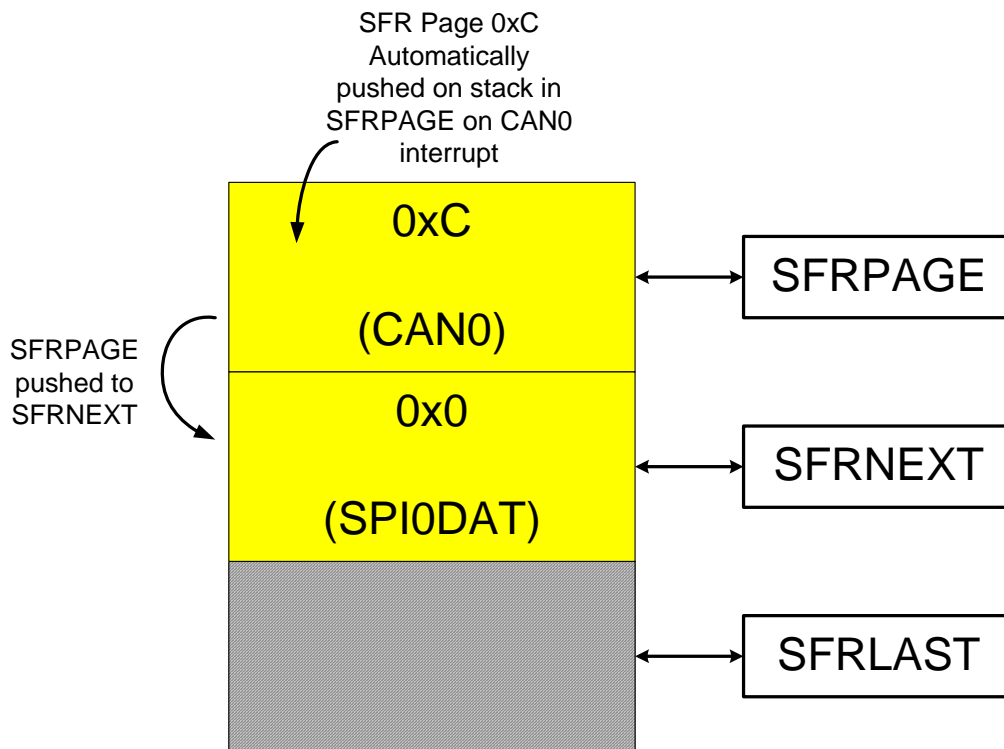 SFR Page 0xC
Automatically
pushed on stack in
SFRPAGE on CAN0
interrupt
0xC
(CAN0)
SFRPAGE
SFRPAGE
pushed to
SFRNEXT
0x0
(SPI0DAT)
SFRNEXT
SFRLAST